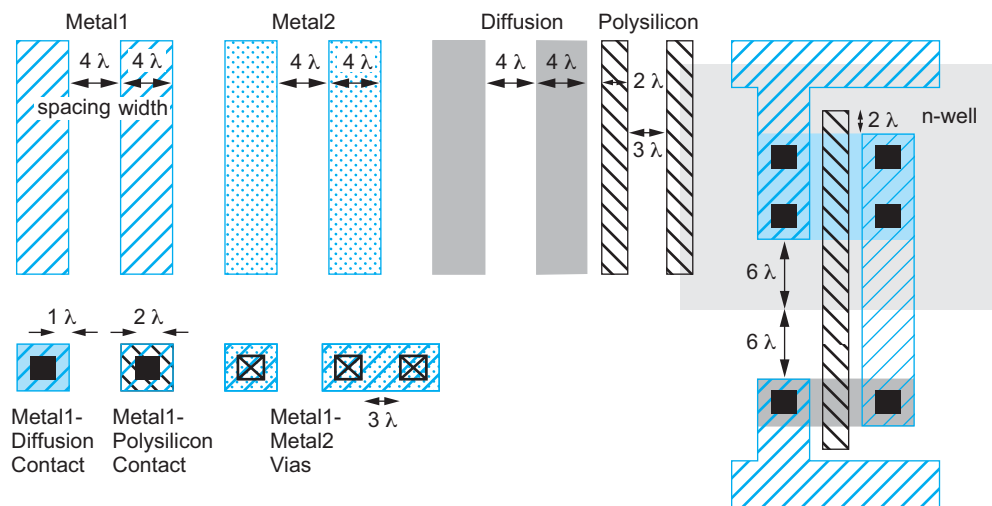 Metal1
Metal2
Diffusion
Polysilicon
4 λ
4 λ
spacing
width
4 λ
4 λ
4 λ
4 λ
2 λ
3 λ
2 λ
n-well
6 λ
6 λ
1 λ
2 λ
3 λ
Metal1-
Diffusion
Contact
Metal1-
Polysilicon
Contact
Metal1-
Metal2
Vias